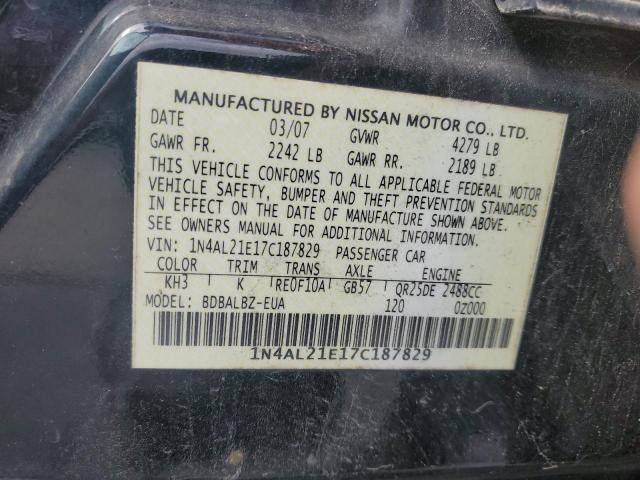 MANUFACTURED BY NISSAN MOTOR CO., LTD.
DATE 03/07 GVWR 4279 LB
GAWR FR. 2242 LB GAWR RR. 2189 LB
THIS VEHICLE CONFORMS TO ALL APPLICABLE FEDERAL MOTOR
VEHICLE SAFETY, BUMPER AND THEFT PREVENTION STANDARDS
IN EFFECT ON THE DATE OF MANUFACTURE SHOWN ABOVE.
SEE OWNERS MANUAL FOR ADDITIONAL INFORMATION.
VIN: 1N4AL21E17C187829 PASSENGER CAR
COLOR TRIM TRANS AXLE ENGINE
KH3 K RE0F10A GB57 QR25DE 2488CC
MODEL: BDBALBZ-EUA 120 0Z000
1N4AL21E17C187829